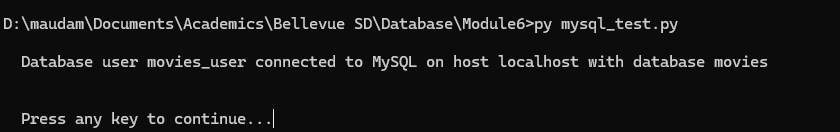 D:\maudam\Documents\Academics\Bellevue SD\Database\Module6>py mysql_test.py
Database user movies_user connected to MySQL on host localhost with database movies
Press any key to continue...